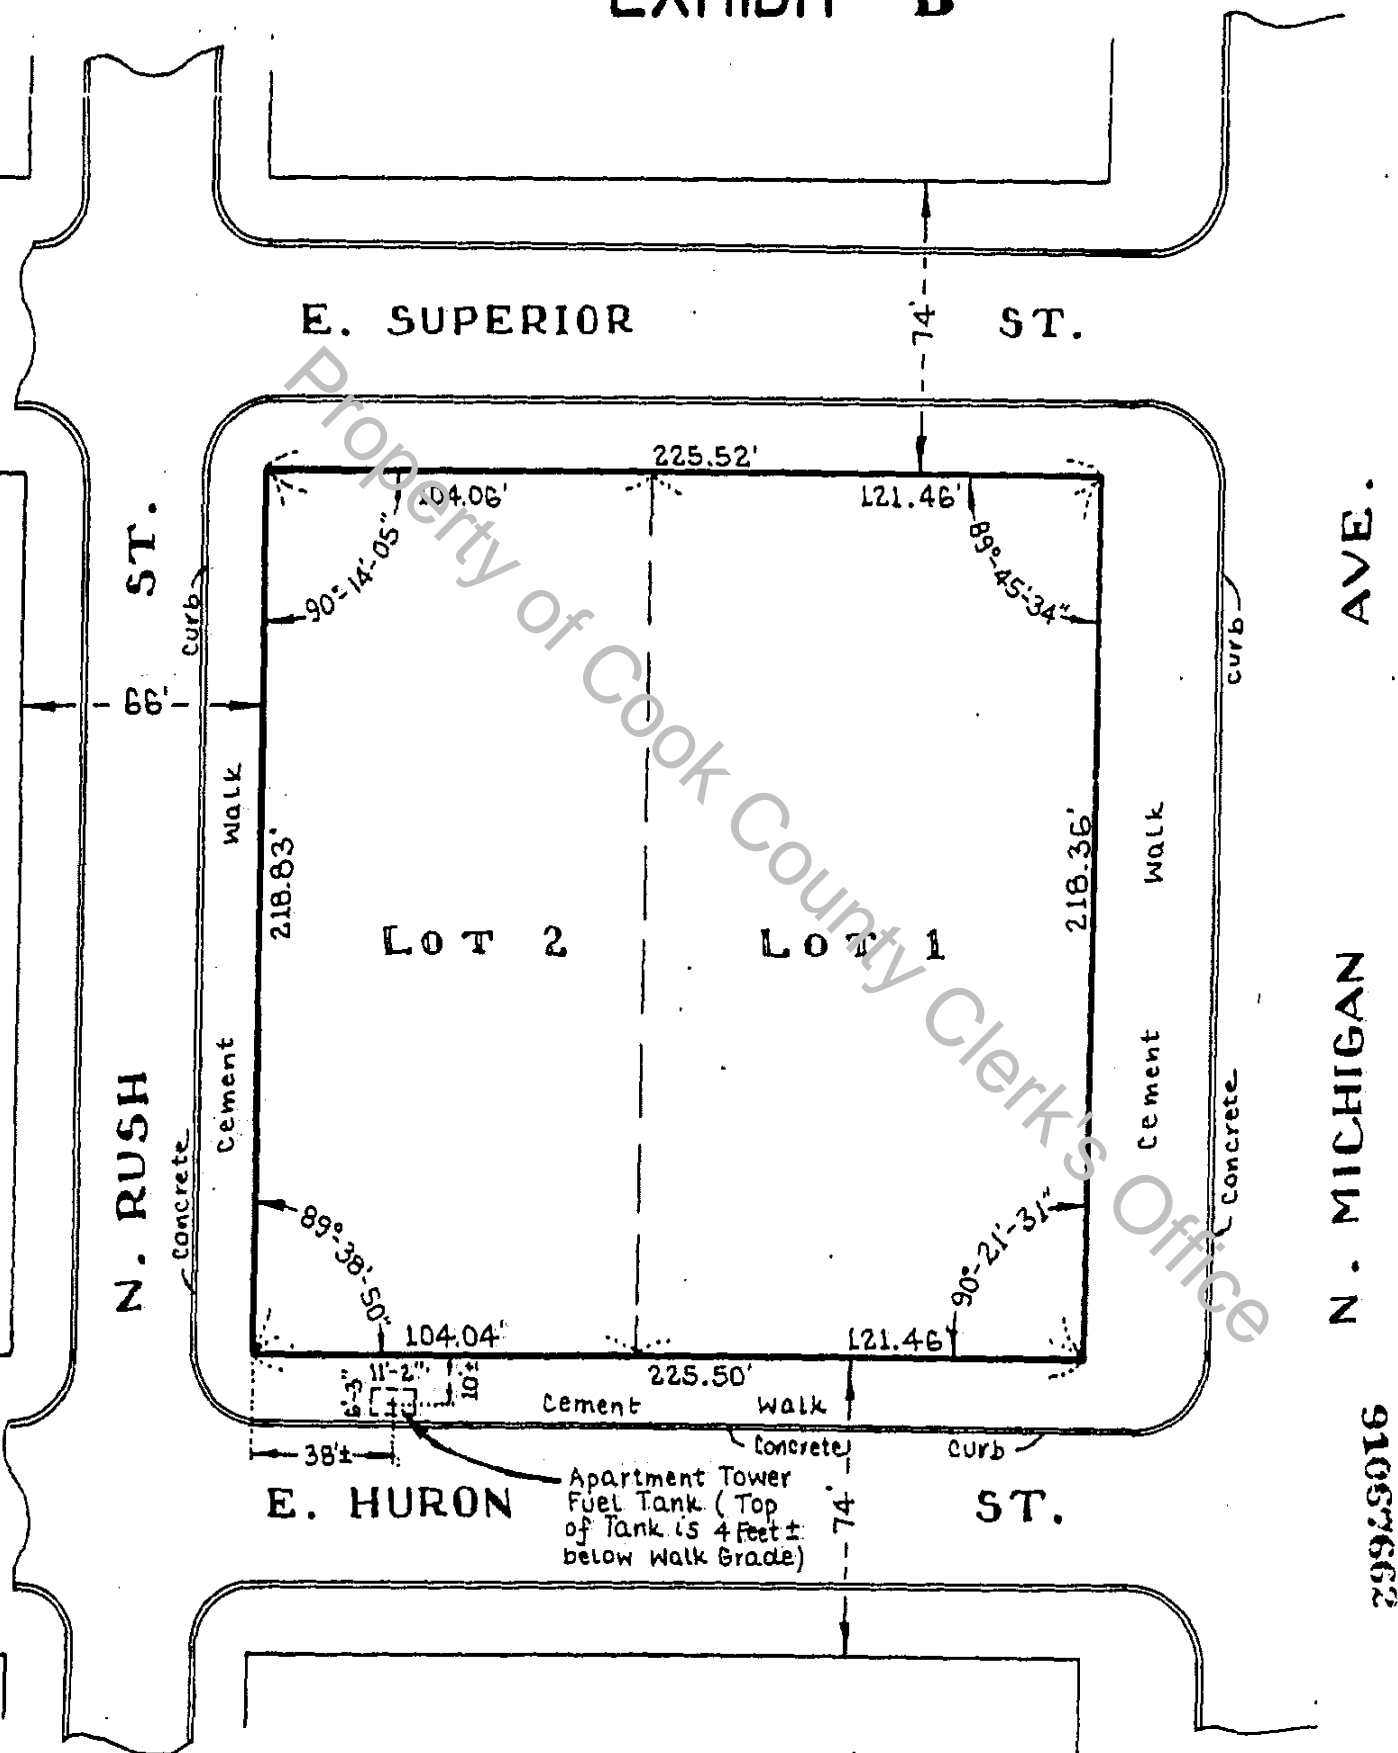 EXHIBIT B
E. SUPERIOR ST.
74'
225.52'
104.06'
121.46'
90°-14'-05"
89°-45'-34"
N. RUSH ST.
N. MICHIGAN AVE.
curb
curb
66'
Walk
Walk
218.83'
218.36'
LOT 2
LOT 1
Cement
Cement
Concrete
Concrete
89°-38'-50"
90°-21'-31"
104.04'
121.46'
225.50'
11'-2"
10'±
Cement Walk
Concrete curb
38'±
E. HURON ST.
Apartment Tower
Fuel Tank (Top
of Tank is 4 Feet ±
below Walk Grade)
74'
91057662
Property of Cook County Clerk's Office